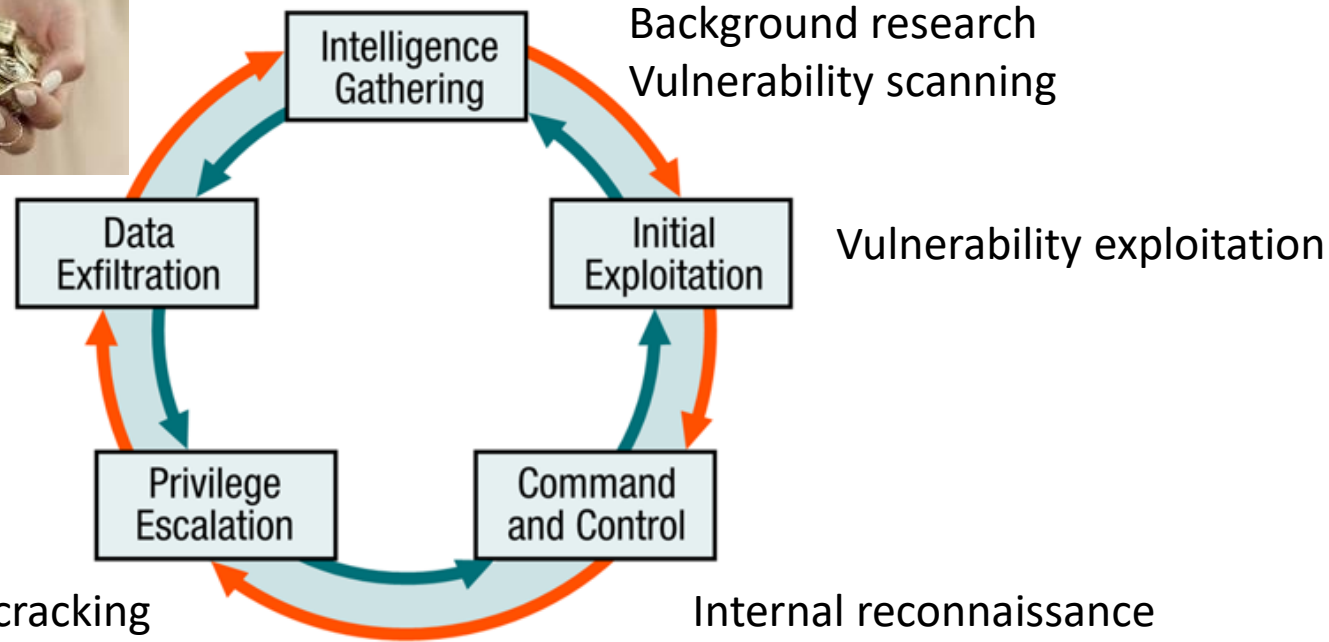 Intelligence
Gathering
Background research
Vulnerability scanning
Data
Exfiltration
Initial
Exploitation
Vulnerability exploitation
Privilege
Escalation
Command
and Control
cracking
Internal reconnaissance